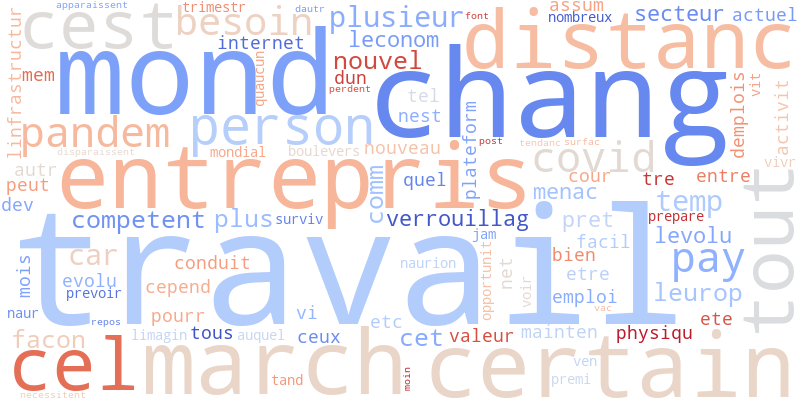 apparaissent
trimestr
dautr
font
assum
nombreux
secteur
actuel
cest
besoin
plusieur
distanc
internet
leconom
linfrastructur
mond
quaucun
nouvel
chang
mem
dun
perdent
tel
vit
demplois
activit
pandem
person
nest
plateform
post
tendanc
surfac
disparaissent
mondial
boulevers
nouveau
covid
vivr
autr
entrepris
peut
quel
cour
tre
entre
dev
comm
menac
temp
tout
competent
plus
surviv
verrouillag
pret
prepare
travail
jam
facil
levolu
mois
car
conduit
naurion
opportunit
net
bien
pay
evolu
prevoir
cepend
etre
leurop
voir
emploi
vac
naur
repos
pourr
vi
etc
ete
facon
limagin
tous
auquel
ceux
cet
valeur
mainten
physiqu
cel
march
certain
tand
moin
premi
ven
necessitent